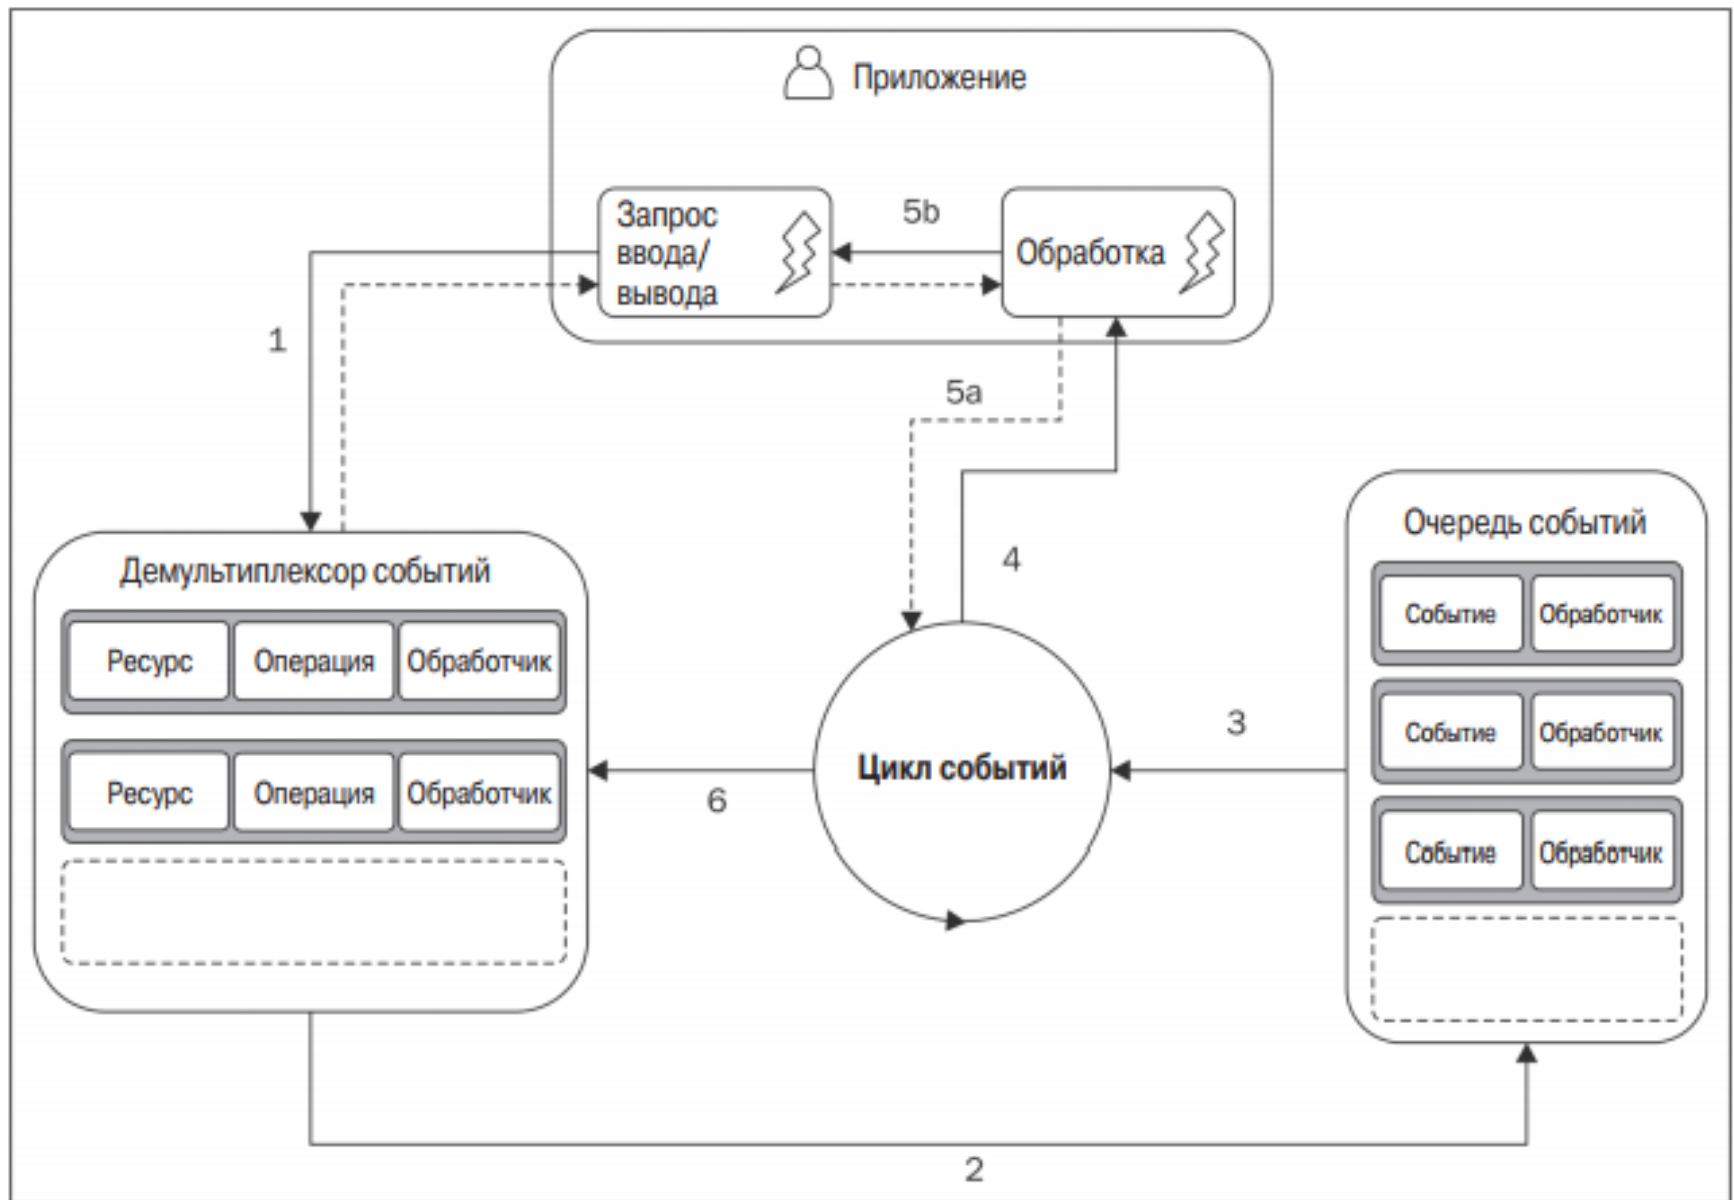 Приложение
Запрос
ввода/
вывода
5b
Обработка
1
5a
4
Демультиплексор событий
Ресурс Операция Обработчик
Ресурс Операция Обработчик
Цикл событий
6
3
Очередь событий
Событие Обработчик
Событие Обработчик
Событие Обработчик
2